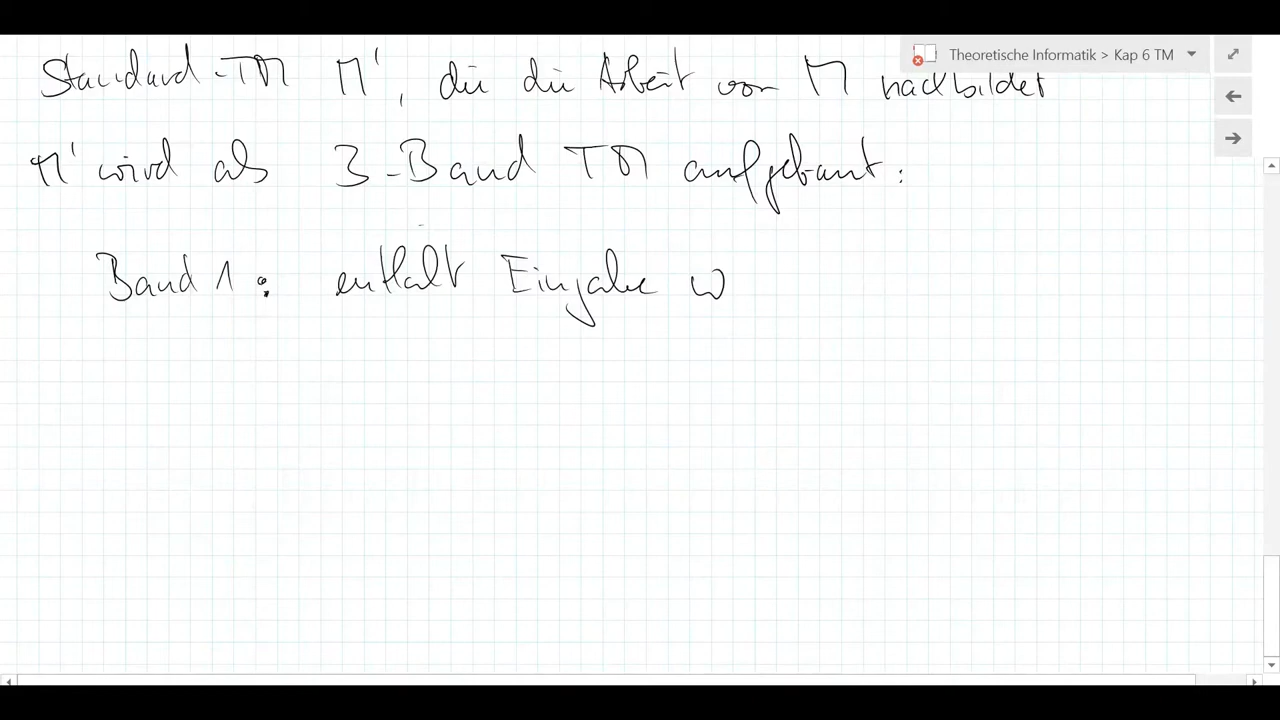 Theoretische Informatik > Kap 6 TM
Standard-TM M', die die Arbeit von M nachbildet
M' wird als 3-Band TM aufgebaut:
Band 1: enthält Eingabe w